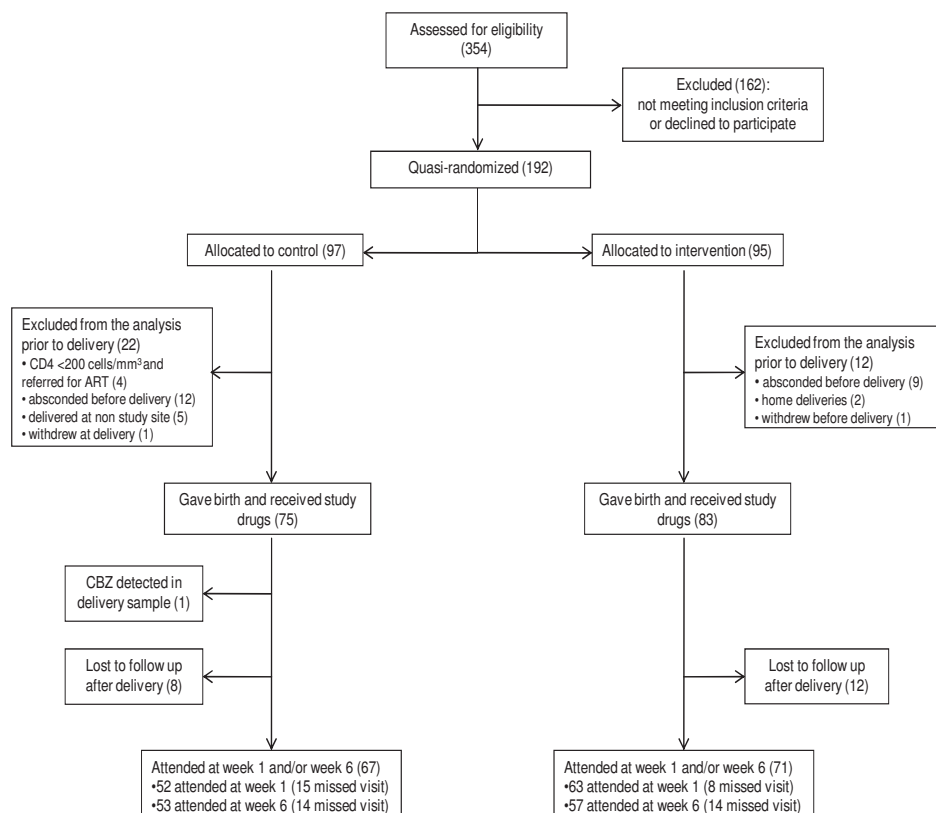 Assessed for eligibility
(354)
Excluded (162):
not meeting inclusion criteria
or declined to participate
Quasi-randomized (192)
Allocated to control (97)
Allocated to intervention (95)
Excluded from the analysis
prior to delivery (22)
• CD4 <200 cells/mm³ and
referred for ART (4)
• absconded before delivery (12)
• delivered at non study site (5)
• withdrew at delivery (1)
Excluded from the analysis
prior to delivery (12)
• absconded before delivery (9)
• home deliveries (2)
• withdrew before delivery (1)
Gave birth and received study
drugs (75)
Gave birth and received study
drugs (83)
CBZ detected in
delivery sample (1)
Lost to follow up
after delivery (8)
Lost to follow up
after delivery (12)
Attended at week 1 and/or week 6 (67)
•52 attended at week 1 (15 missed visit)
•53 attended at week 6 (14 missed visit)
Attended at week 1 and/or week 6 (71)
•63 attended at week 1 (8 missed visit)
•57 attended at week 6 (14 missed visit)